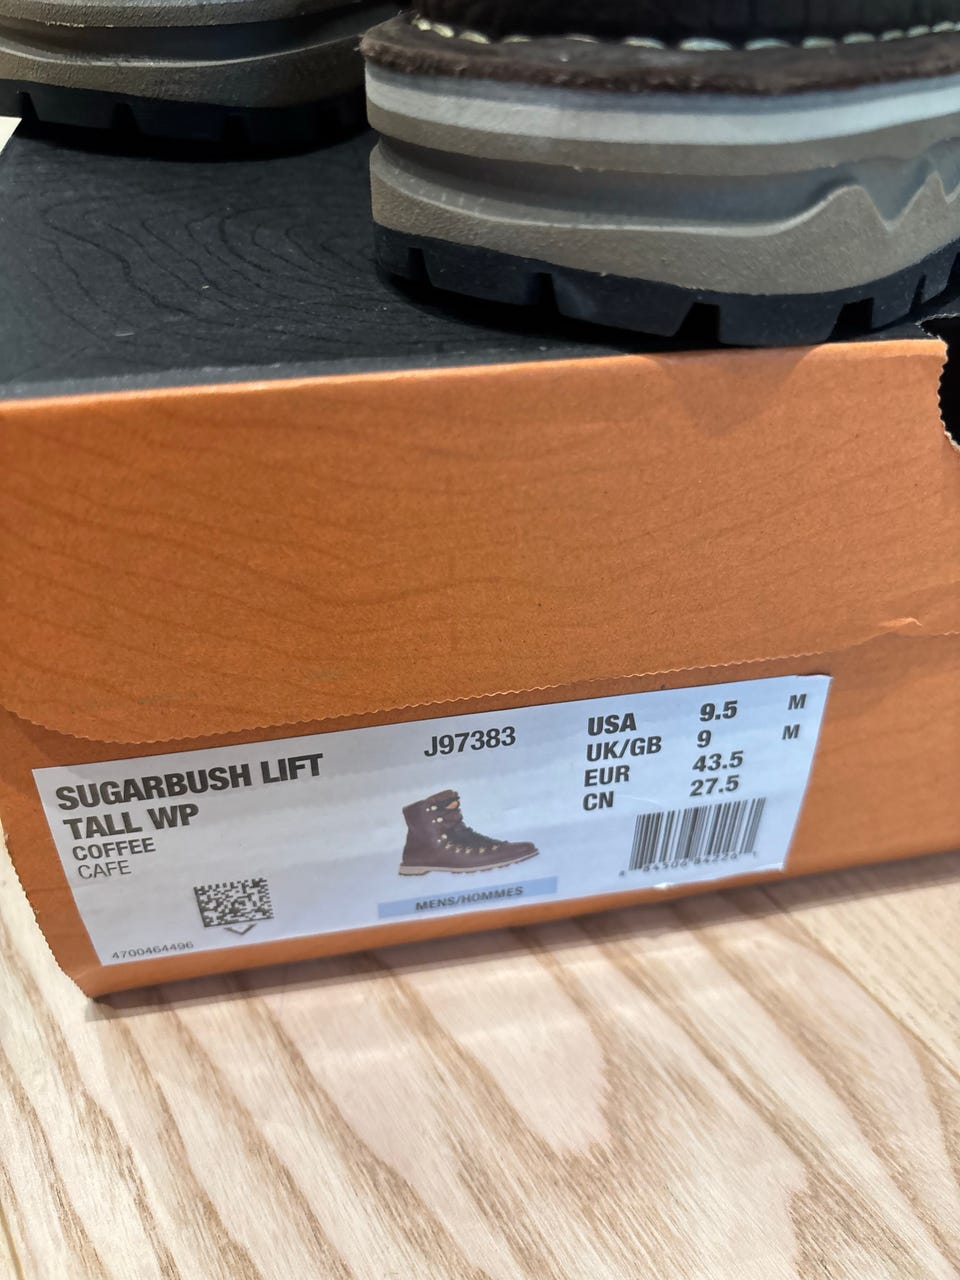 SUGARBUSH LIFT
TALL WP
COFFEE
CAFE
4700464496
J97383
MENS/HOMMES
USA 9.5 M
UK/GB 9 M
EUR 43.5
CN 27.5